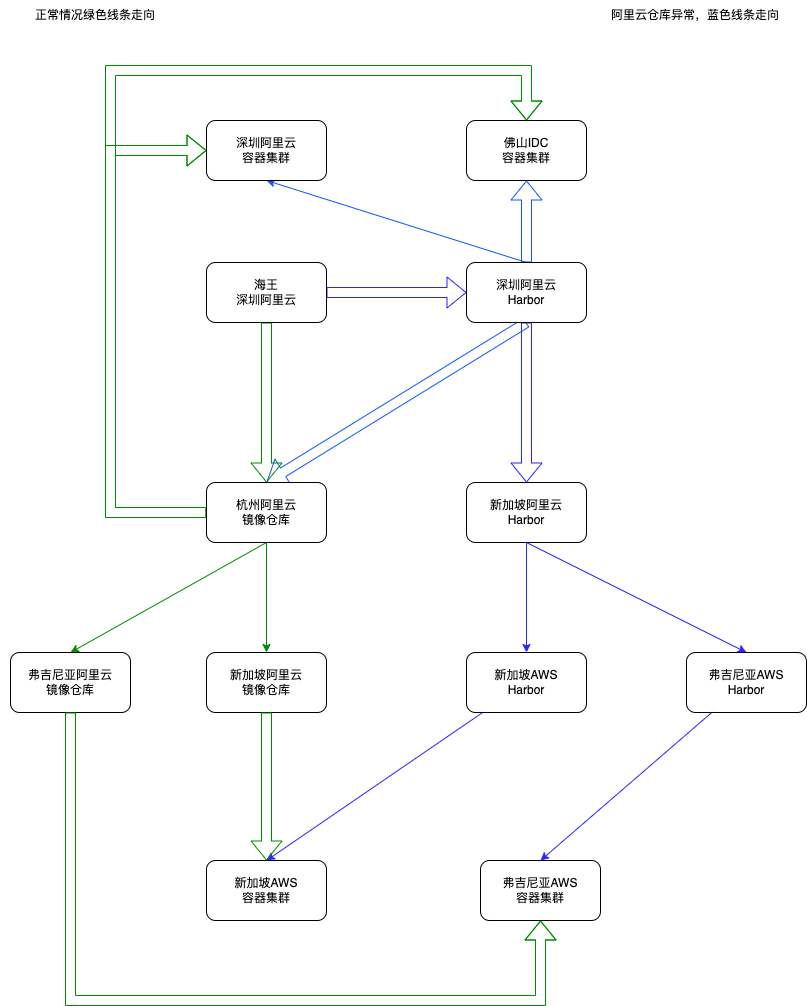 正常情况绿色线条走向
阿里云仓库异常，蓝色线条走向
深圳阿里云
容器集群
佛山IDC
容器集群
海王
深圳阿里云
深圳阿里云
Harbor
杭州阿里云
镜像仓库
新加坡阿里云
Harbor
弗吉尼亚阿里云
镜像仓库
新加坡阿里云
镜像仓库
新加坡AWS
Harbor
弗吉尼亚AWS
Harbor
新加坡AWS
容器集群
弗吉尼亚AWS
容器集群